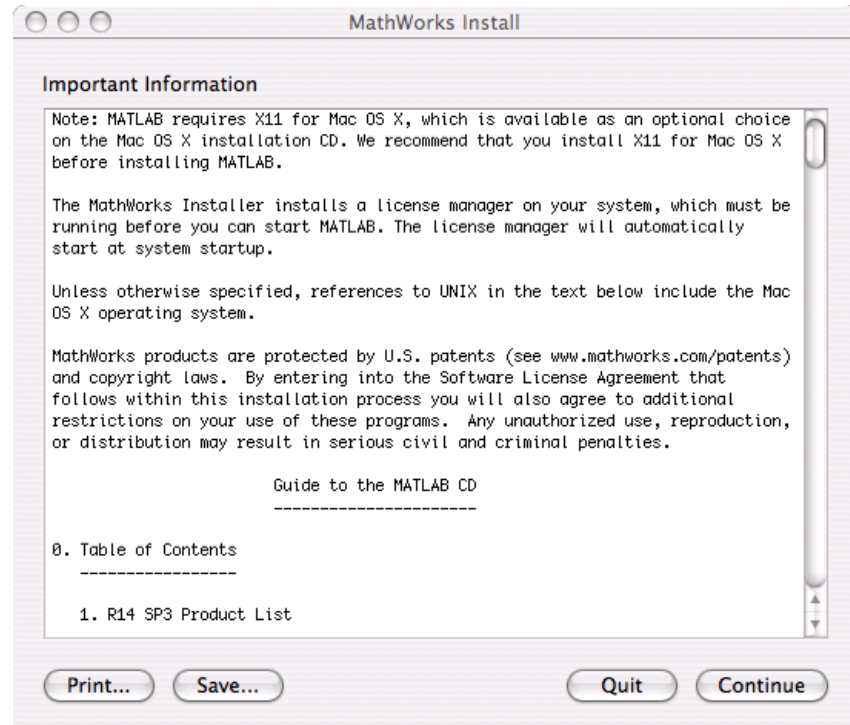 MathWorks Install
Important Information
Note: MATLAB requires X11 for Mac OS X, which is available as an optional choice
on the Mac OS X installation CD. We recommend that you install X11 for Mac OS X
before installing MATLAB.
The MathWorks Installer installs a license manager on your system, which must be
running before you can start MATLAB. The license manager will automatically
start at system startup.
Unless otherwise specified, references to UNIX in the text below include the Mac
OS X operating system.
MathWorks products are protected by U.S. patents (see www.mathworks.com/patents)
and copyright laws.  By entering into the Software License Agreement that
follows within this installation process you will also agree to additional
restrictions on your use of these programs.  Any unauthorized use, reproduction,
or distribution may result in serious civil and criminal penalties.
Guide to the MATLAB CD
----------------------
0. Table of Contents
-----------------
1. R14 SP3 Product List
Print... Save... Quit Continue